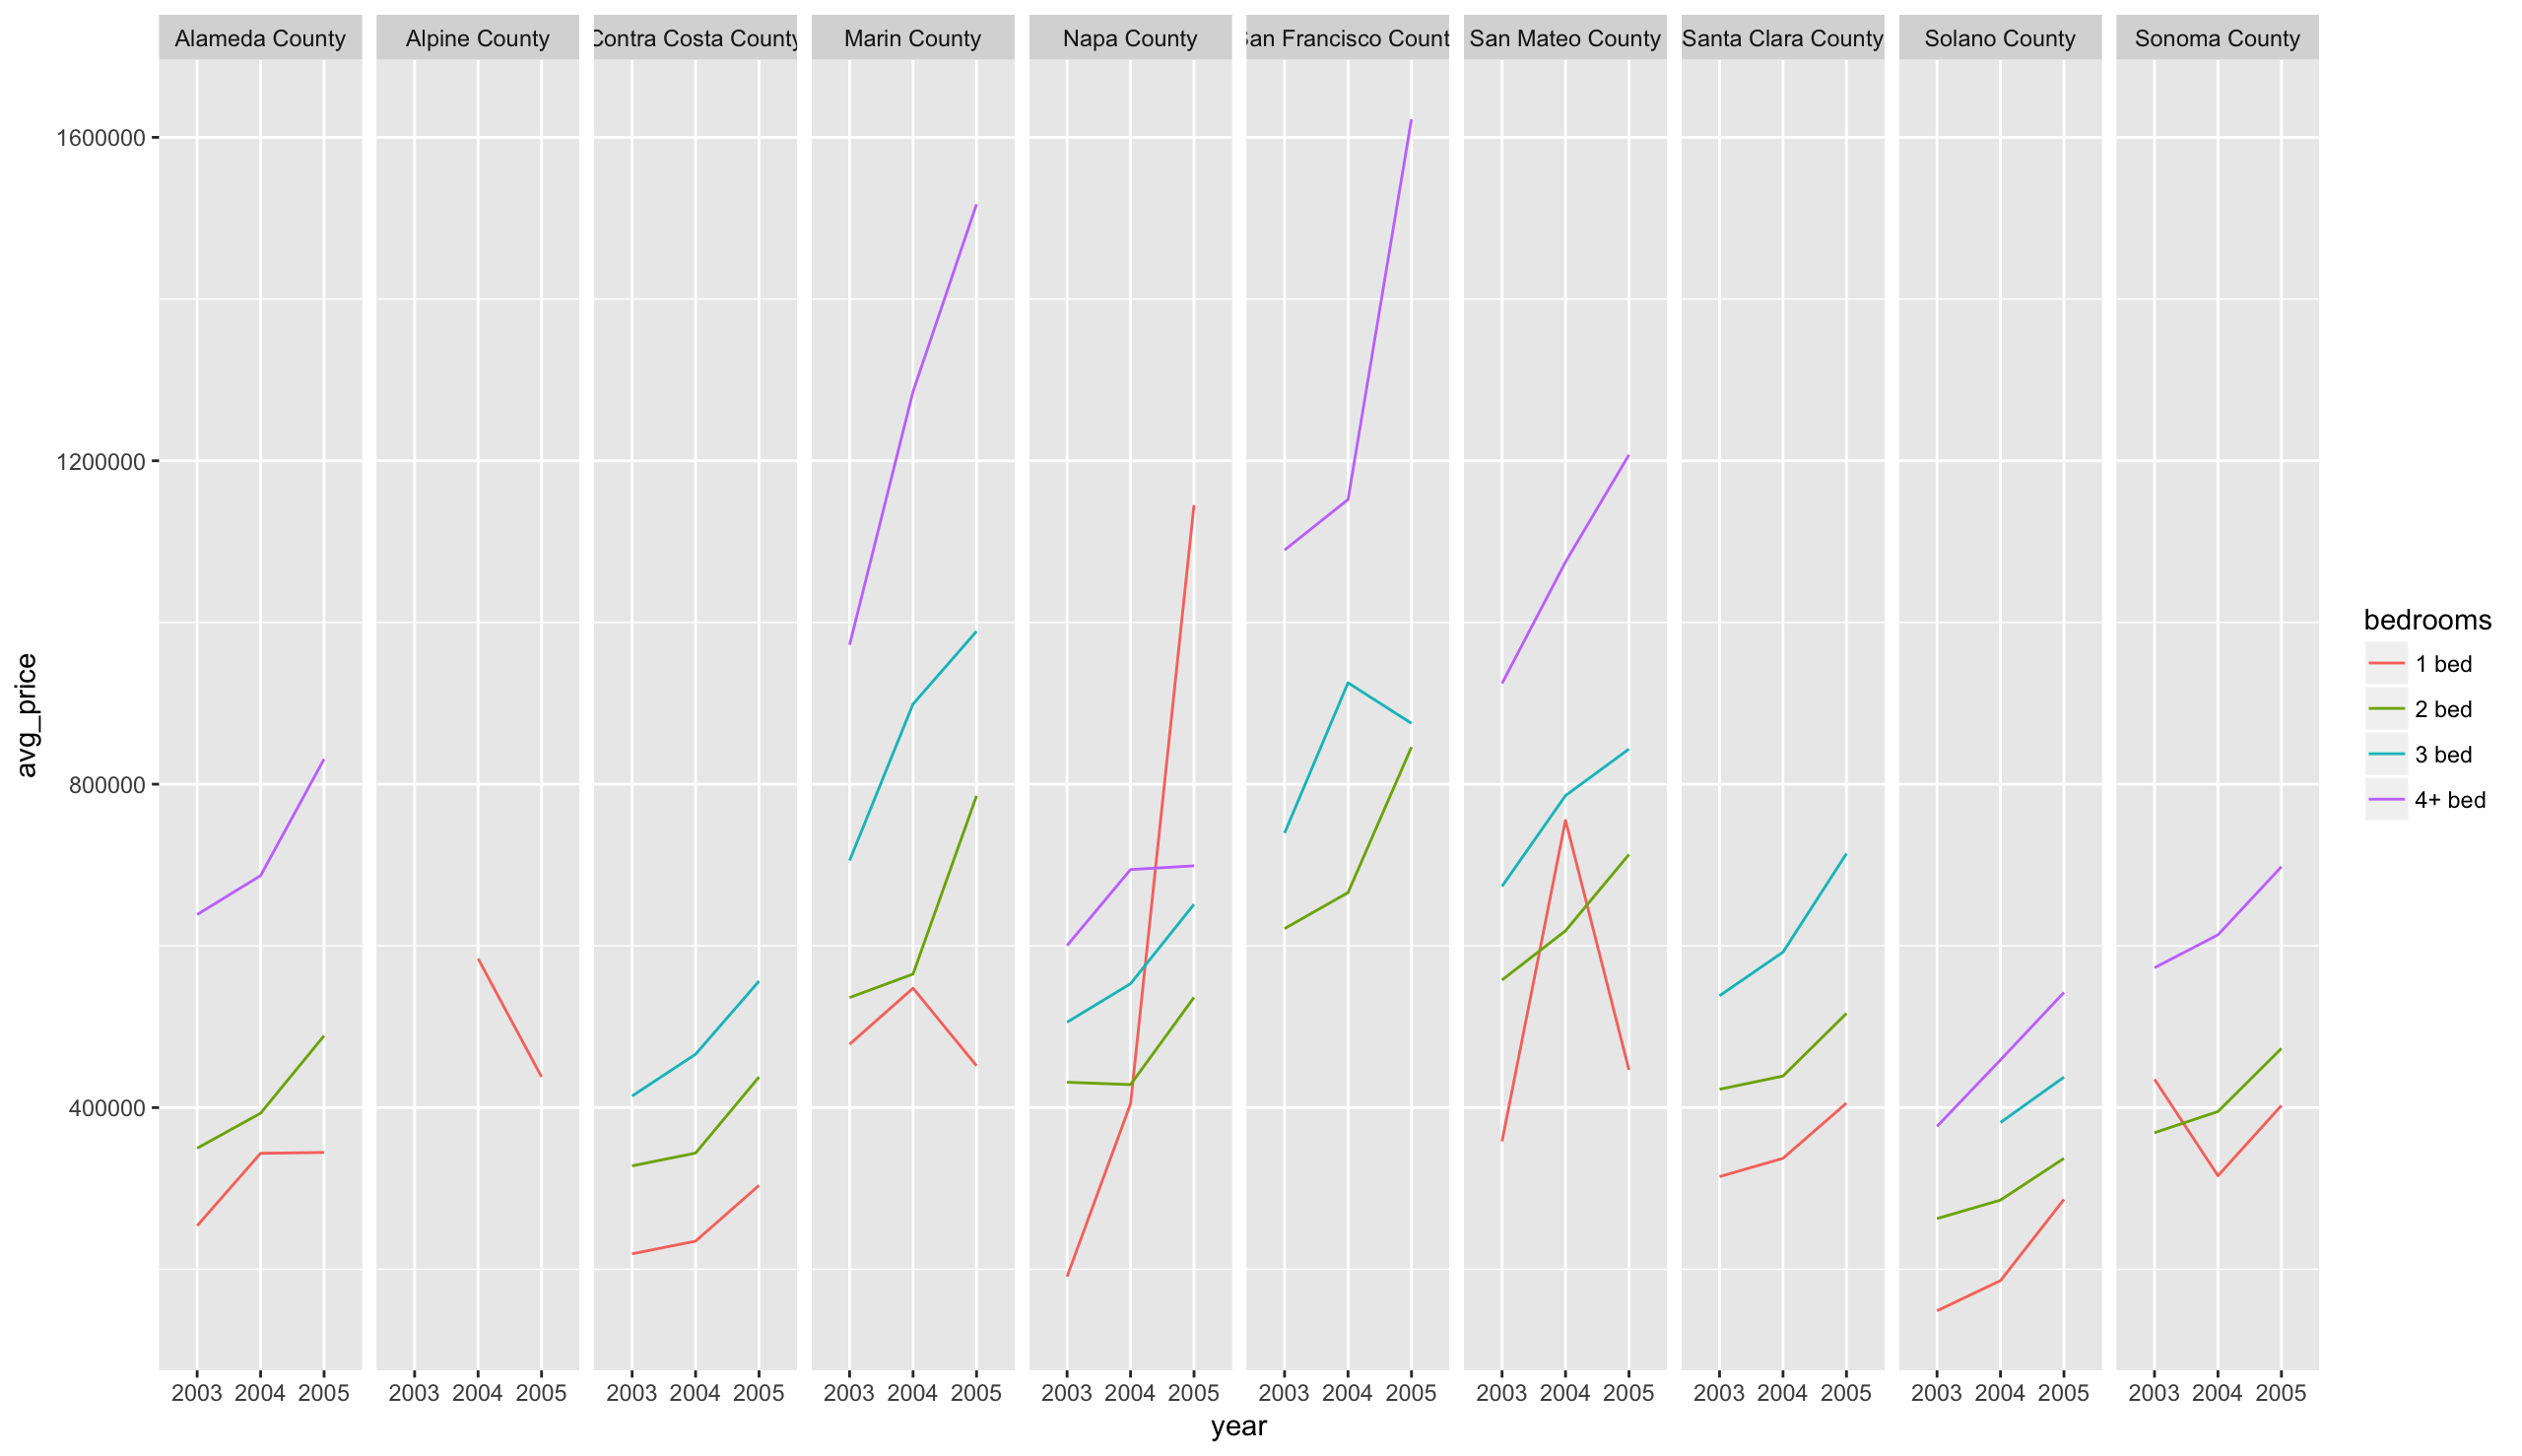 Alameda County Alpine County Contra Costa County Marin County Napa County San Francisco Count San Mateo County Santa Clara County Solano County Sonoma County
1600000
1200000
800000
400000
avg_price
2003 2004 2005 2003 2004 2005 2003 2004 2005 2003 2004 2005 2003 2004 2005 2003 2004 2005 2003 2004 2005 2003 2004 2005 2003 2004 2005 2003 2004 2005
year
bedrooms
1 bed
2 bed
3 bed
4+ bed